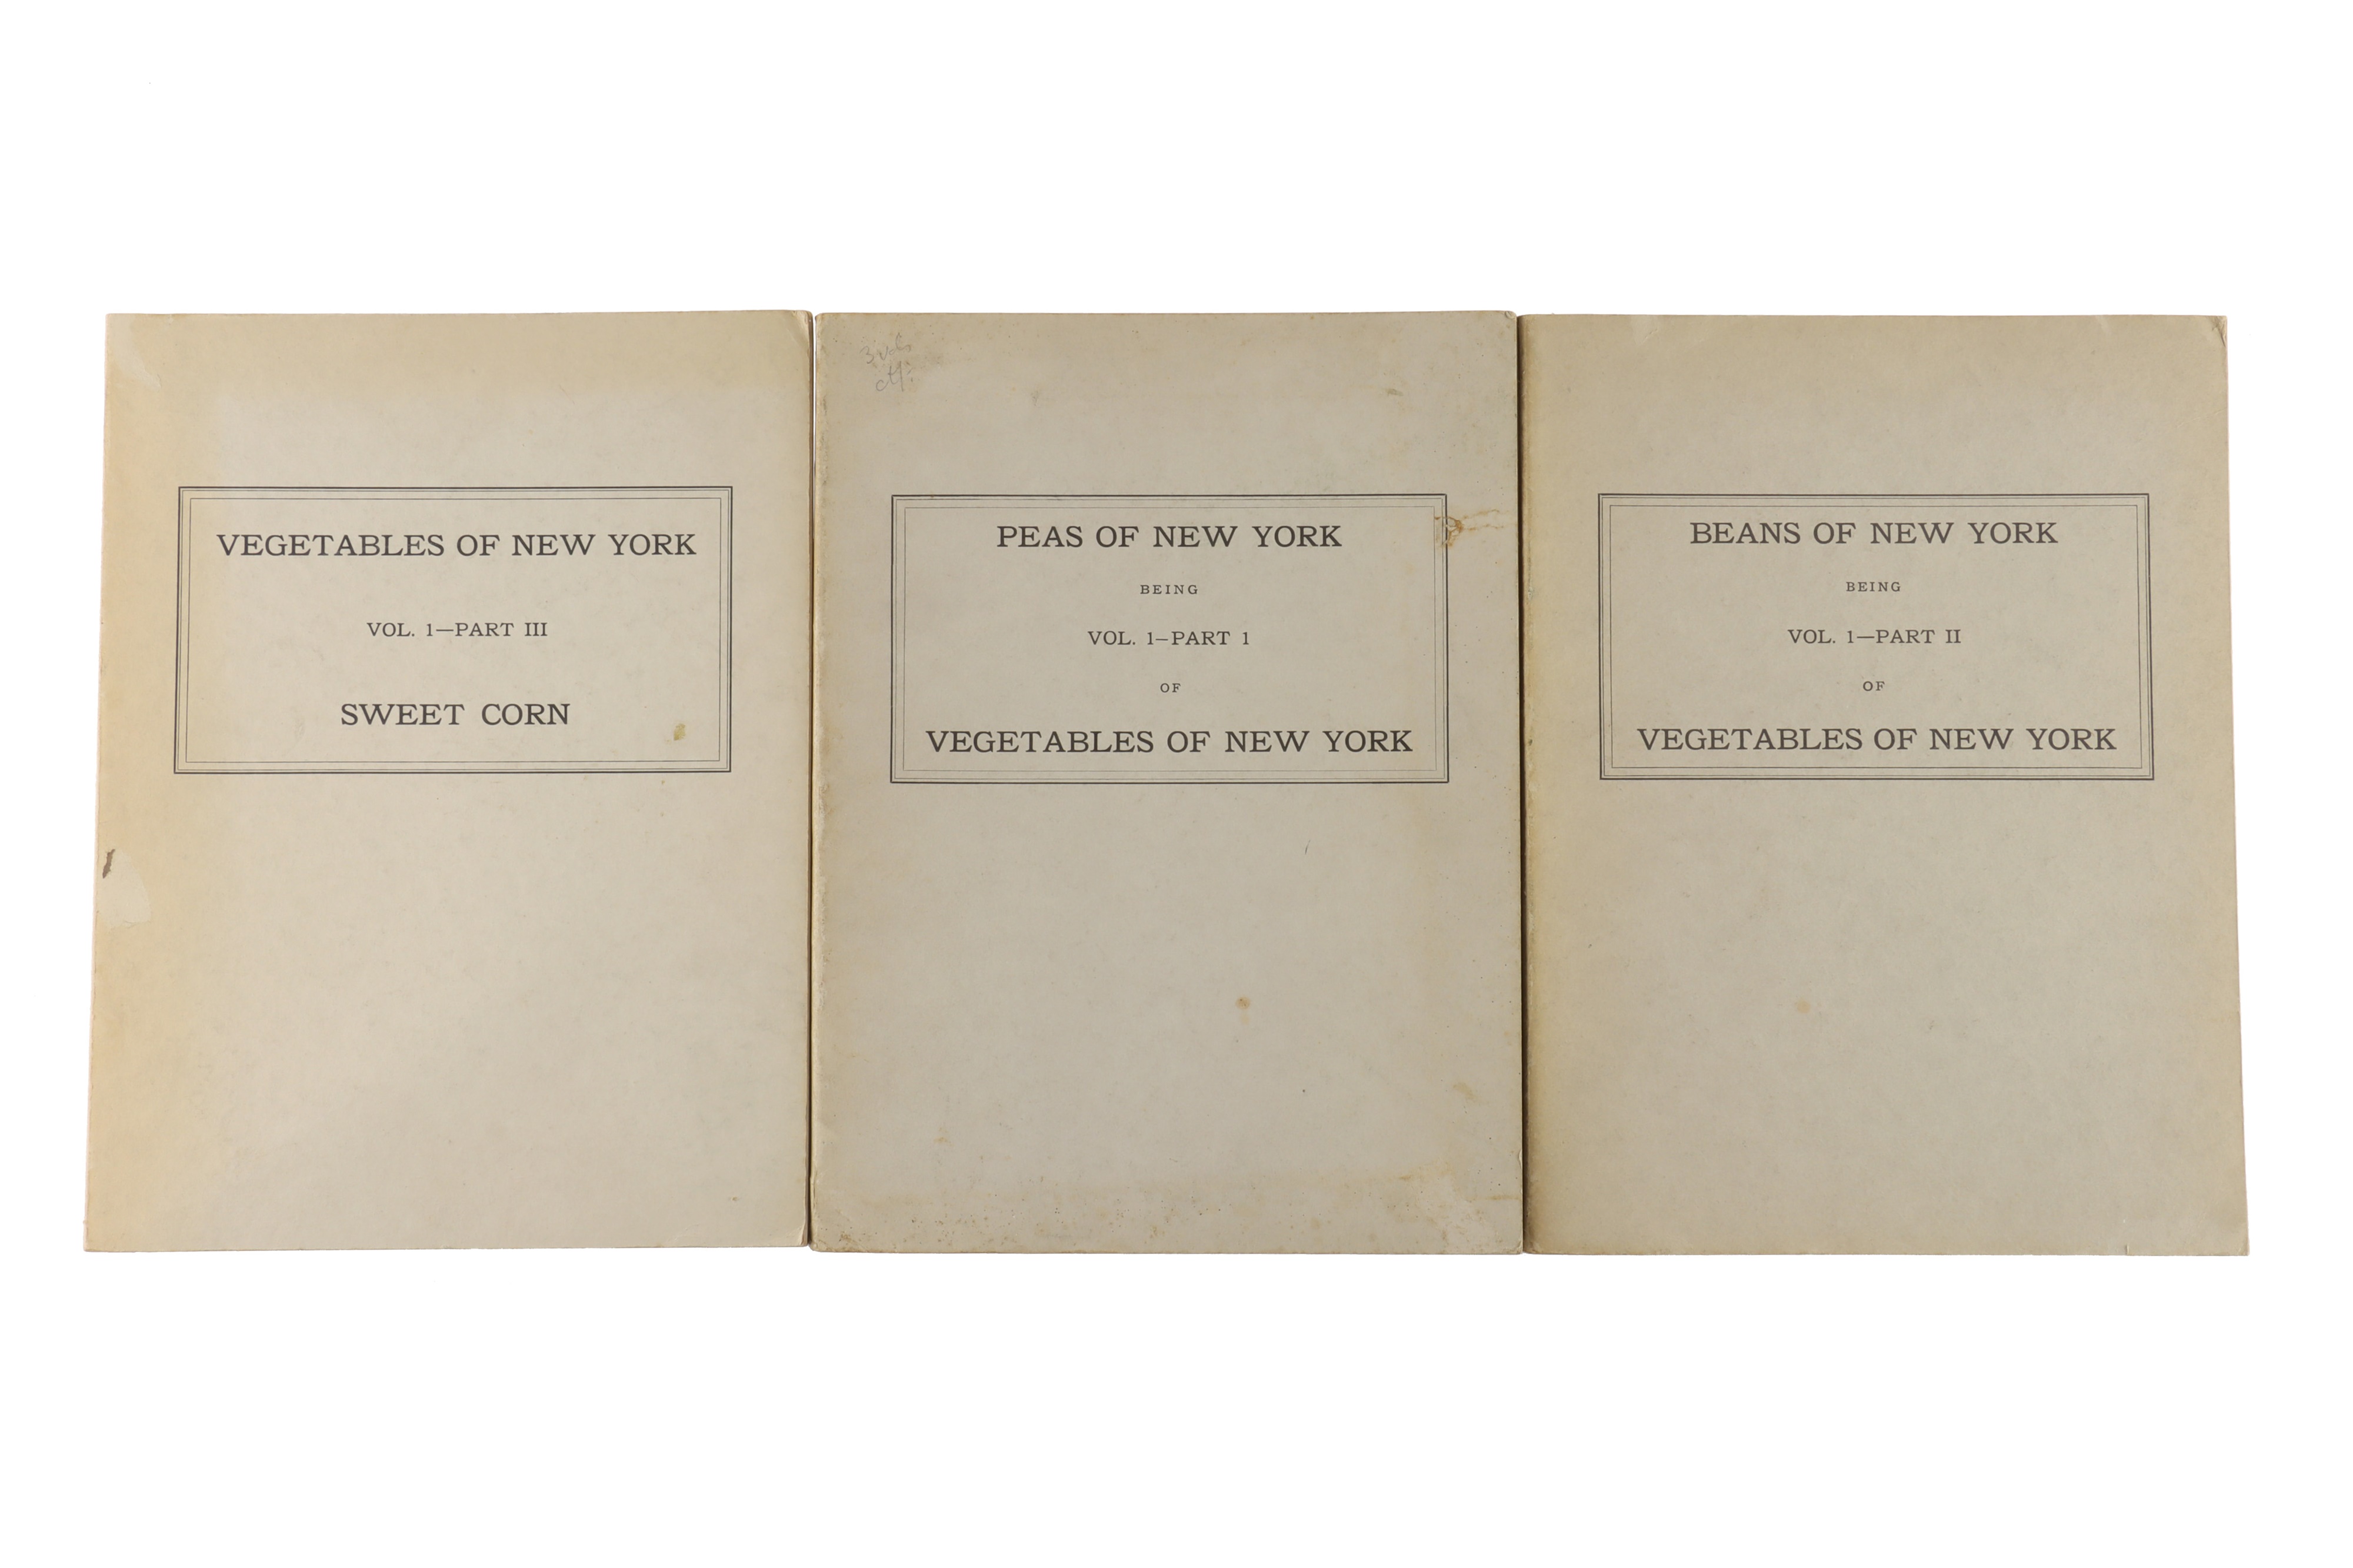 VEGETABLES OF NEW YORK
VOL. 1—PART III
SWEET CORN
3 vols
PEAS OF NEW YORK
BEING
VOL. 1–PART 1
OF
VEGETABLES OF NEW YORK
BEANS OF NEW YORK
BEING
VOL. 1—PART II
OF
VEGETABLES OF NEW YORK